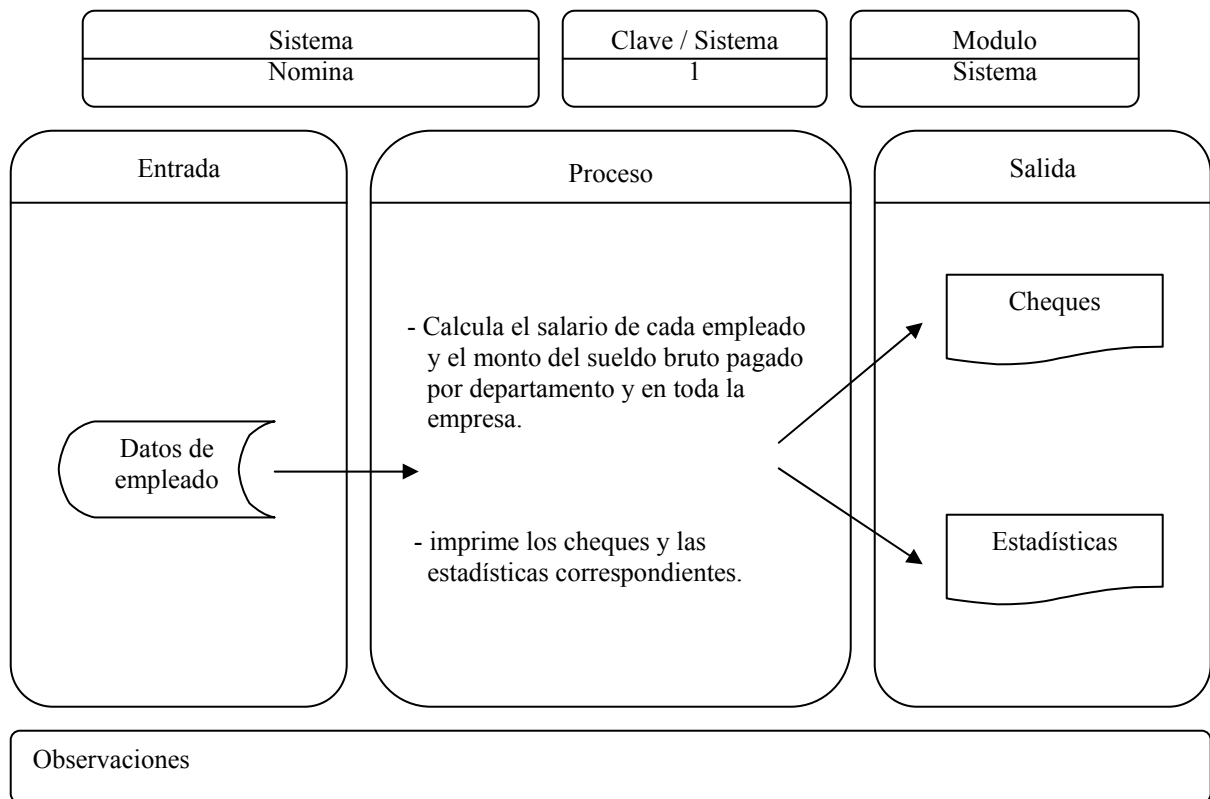 Sistema
Nomina
Clave / Sistema
1
Modulo
Sistema
Entrada
Datos de
empleado
Proceso
- Calcula el salario de cada empleado
y el monto del sueldo bruto pagado
por departamento y en toda la
empresa.
- imprime los cheques y las
estadísticas correspondientes.
Salida
Cheques
Estadísticas
Observaciones